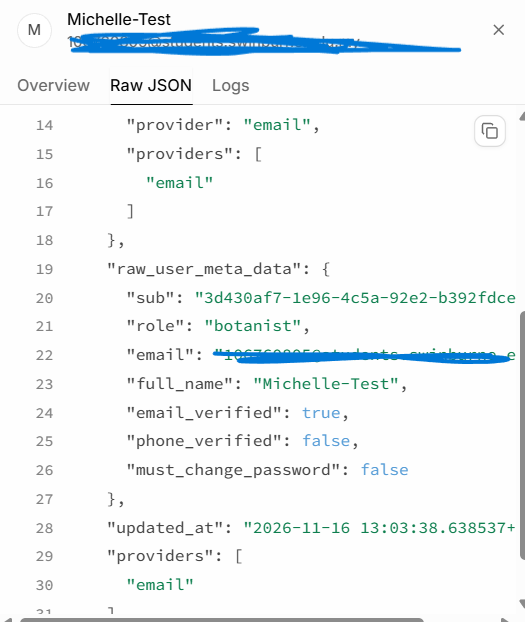 M
Michelle-Test
Overview Raw JSON Logs
14 "provider": "email",
15 "providers": [
16 "email"
17 ]
18 },
19 "raw_user_meta_data": {
20 "sub": "3d430af7-1e96-4c5a-92e2-b392fdce
21 "role": "botanist",
22 "email":
23 "full_name": "Michelle-Test",
24 "email_verified": true,
25 "phone_verified": false,
26 "must_change_password": false
27 },
28 "updated_at": "2026-11-16 13:03:38.638537+
29 "providers": [
30 "email"
31 ]